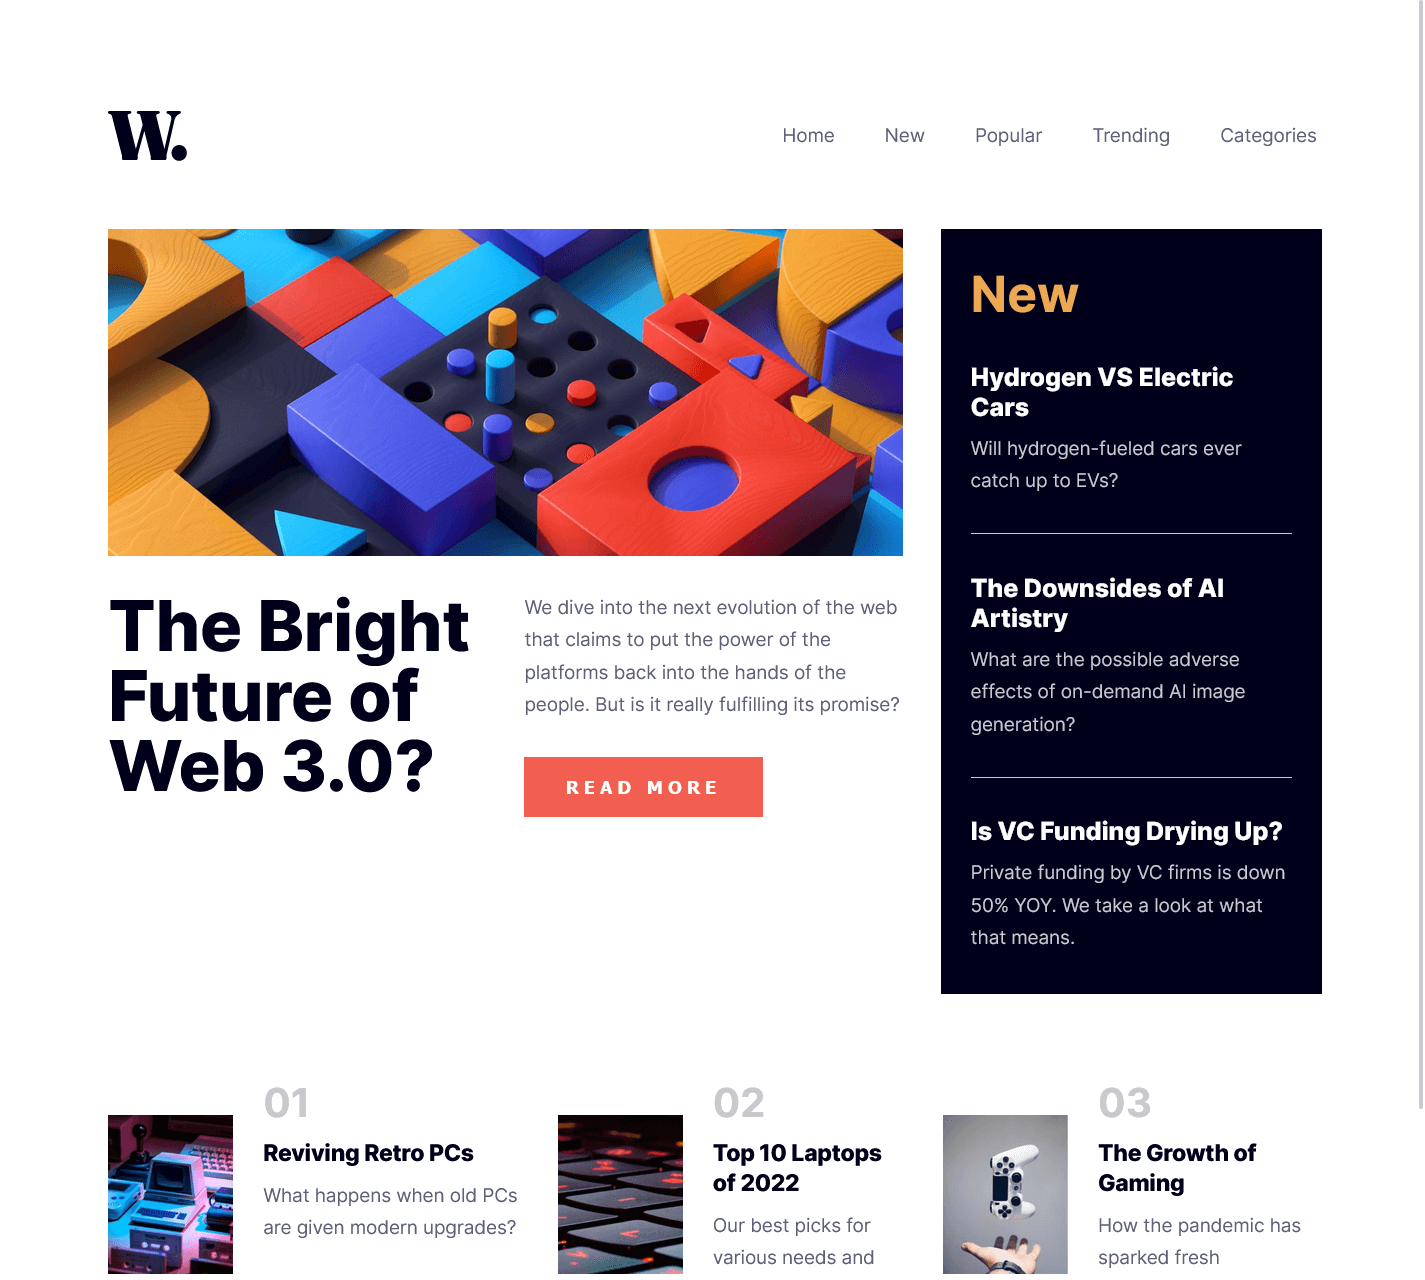 W.
Home New Popular Trending Categories
The Bright
Future of
Web 3.0?
We dive into the next evolution of the web
that claims to put the power of the
platforms back into the hands of the
people. But is it really fulfilling its promise?
READ MORE
New
Hydrogen VS Electric
Cars
Will hydrogen-fueled cars ever
catch up to EVs?
The Downsides of AI
Artistry
What are the possible adverse
effects of on-demand AI image
generation?
Is VC Funding Drying Up?
Private funding by VC firms is down
50% YOY. We take a look at what
that means.
01
Reviving Retro PCs
What happens when old PCs
are given modern upgrades?
02
Top 10 Laptops
of 2022
Our best picks for
various needs and
03
The Growth of
Gaming
How the pandemic has
sparked fresh